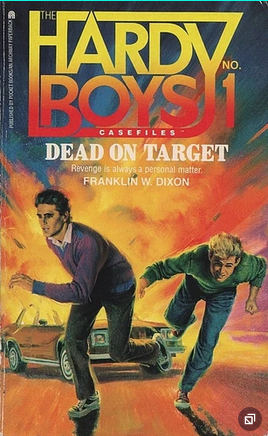 THE
HARDY
BOYS
NO.
1
CASEFILES
DEAD ON TARGET
Revenge is always a personal matter.
FRANKLIN W. DIXON
PUBLISHED BY POCKET BOOKS/AN ARCHWAY PAPERBACK